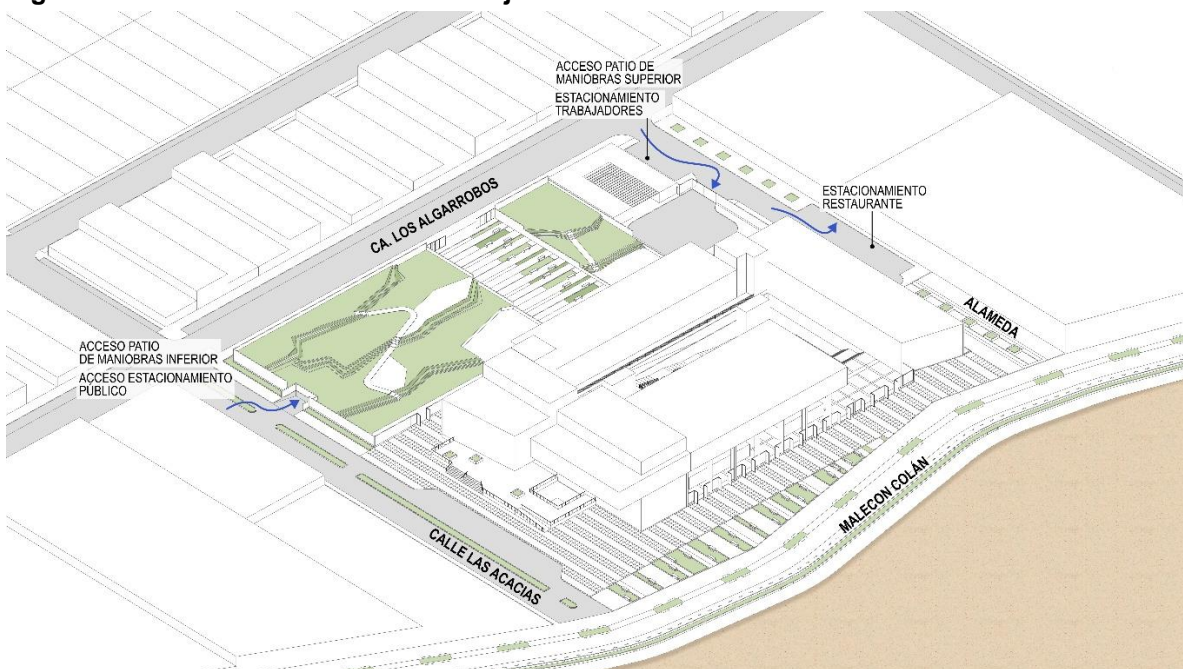 ACCESO PATIO DE
MANIOBRAS SUPERIOR
ESTACIONAMIENTO
TRABAJADORES
ESTACIONAMIENTO
RESTAURANTE
CA. LOS ALGARROBOS
ALAMEDA
ACCESO PATIO
DE MANIOBRAS INFERIOR
ACCESO ESTACIONAMIENTO
PÚBLICO
MALECON COLÁN
CALLE LAS ACACIAS